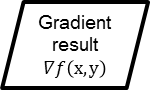 Gradient
result
∇f(x,y)